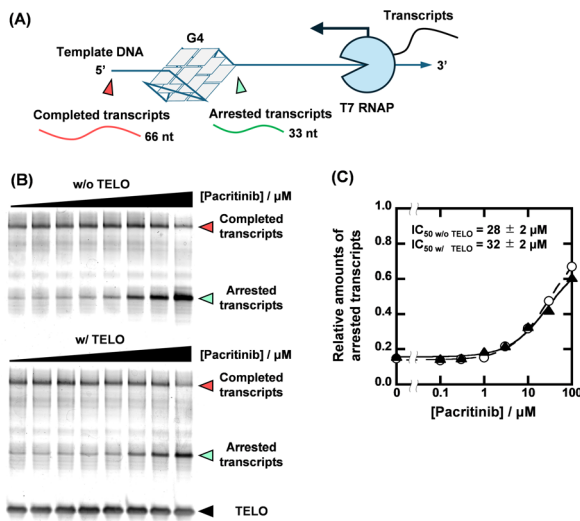 (A)
Transcripts
G4
Template DNA
5'
3'
T7 RNAP
Completed transcripts
66 nt
Arrested transcripts
33 nt
(B)
w/o TELO
[Pacritinib] / µM
Completed
transcripts
Arrested
transcripts
w/ TELO
[Pacritinib] / µM
Completed
transcripts
Arrested
transcripts
TELO
(C)
IC50 w/o TELO = 28 ± 2 µM
IC50 w/ TELO = 32 ± 2 µM
Relative amounts of
arrested transcripts
1.0
0.8
0.6
0.4
0.2
0.0
0 0.1 1 10 100
[Pacritinib] / µM